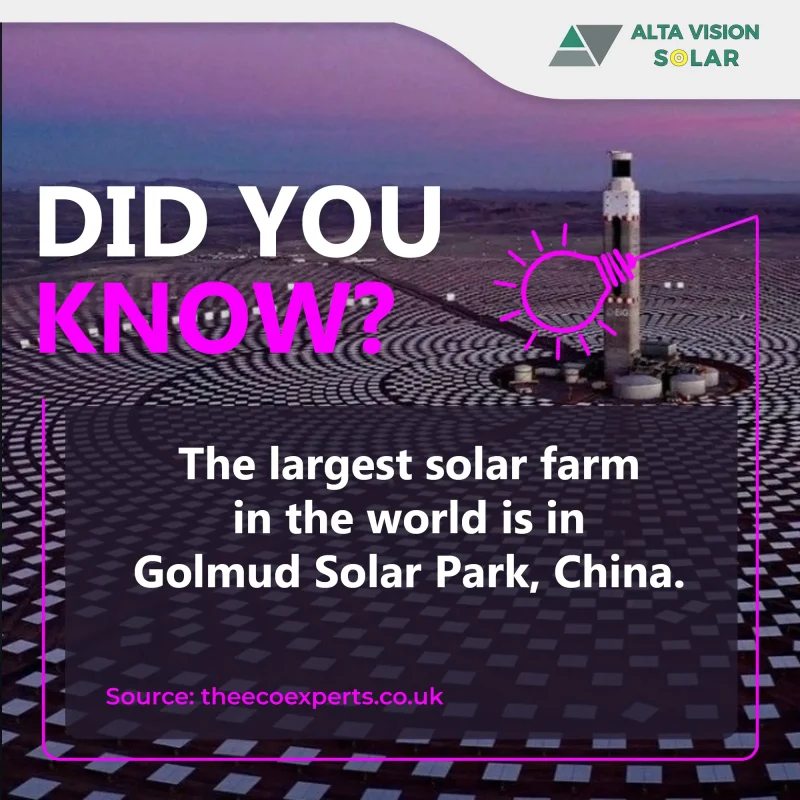 ALTA VISION
SOLAR
DID YOU
KNOW?
The largest solar farm
in the world is in
Golmud Solar Park, China.
Source: theecoexperts.co.uk